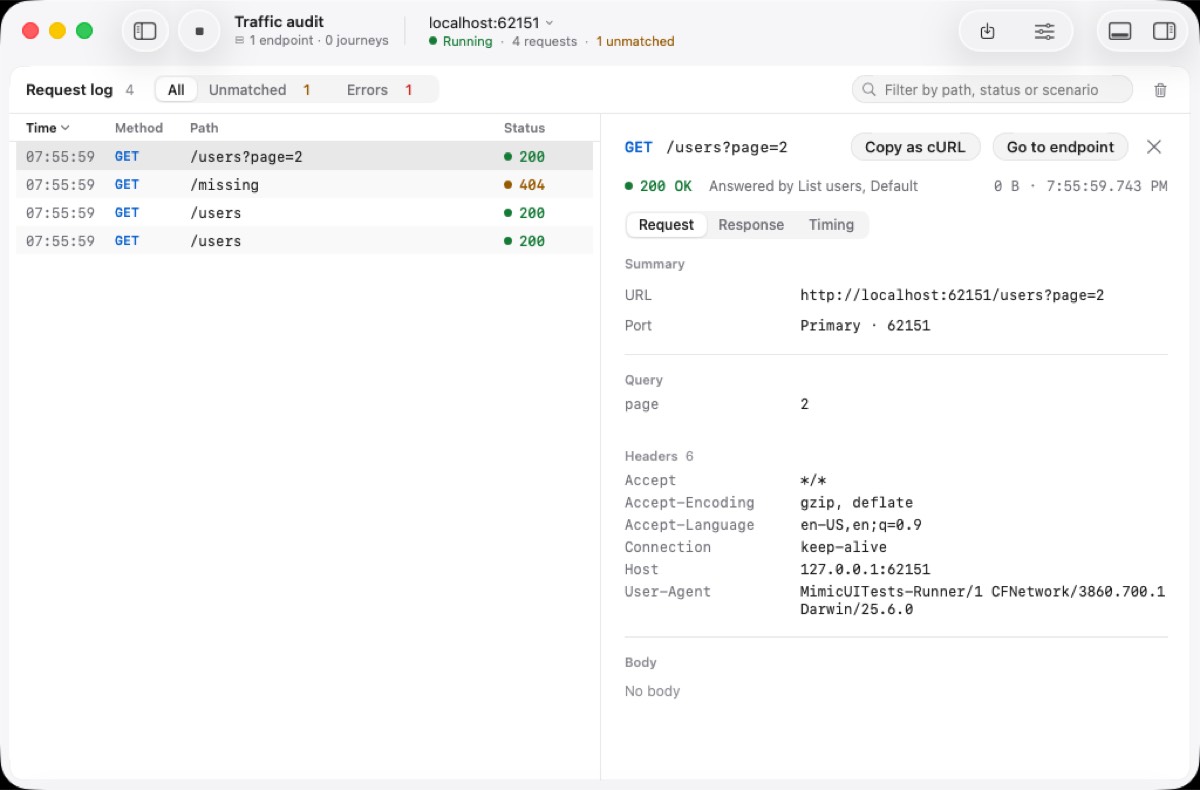 Traffic audit
1 endpoint · 0 journeys
localhost:62151
Running · 4 requests · 1 unmatched
Request log 4 All Unmatched 1 Errors 1
Filter by path, status or scenario
Time Method Path Status
07:55:59 GET /users?page=2 200
07:55:59 GET /missing 404
07:55:59 GET /users 200
07:55:59 GET /users 200
GET /users?page=2 Copy as cURL Go to endpoint
200 OK Answered by List users, Default 0 B · 7:55:59.743 PM
Request Response Timing
Summary
URL http://localhost:62151/users?page=2
Port Primary · 62151
Query
page 2
Headers 6
Accept */*
Accept-Encoding gzip, deflate
Accept-Language en-US,en;q=0.9
Connection keep-alive
Host 127.0.0.1:62151
User-Agent MimicUITests-Runner/1 CFNetwork/3860.700.1
Darwin/25.6.0
Body
No body